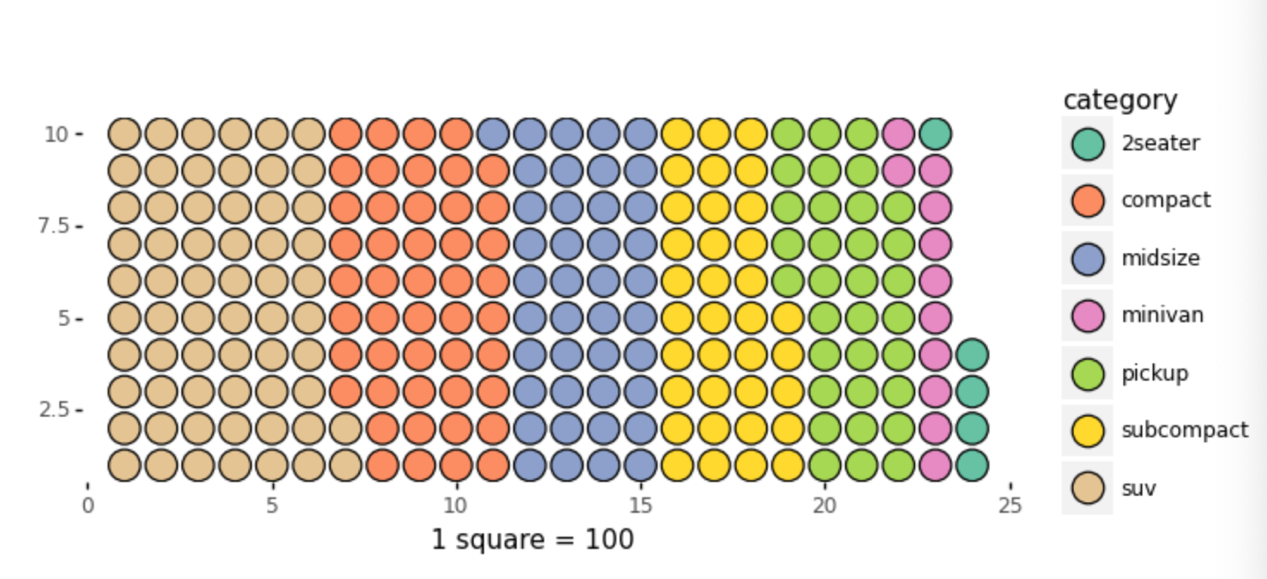 category
10
7.5
5
2.5
0 5 10 15 20 25
1 square = 100
2seater
compact
midsize
minivan
pickup
subcompact
suv